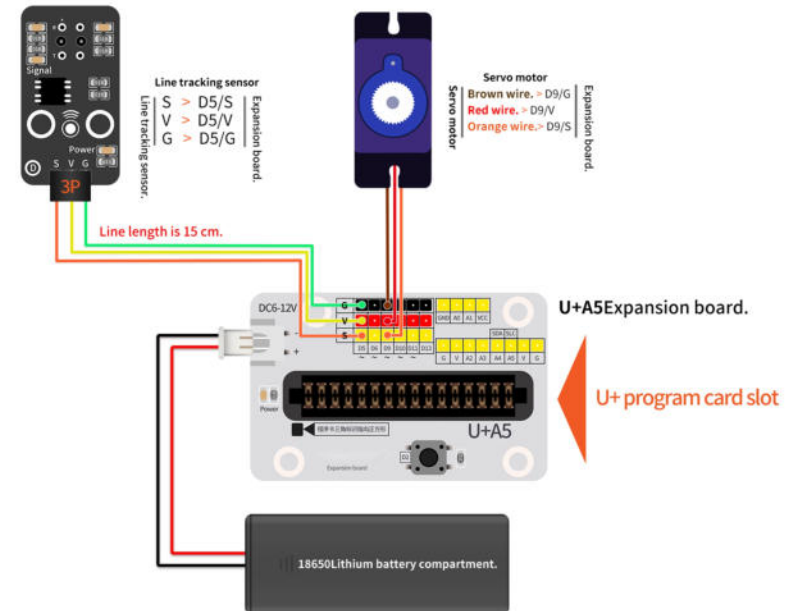 Line tracking sensor
S > D5/S
V > D5/V
G > D5/G
Line tracking sensor.
Expansion board.
Servo motor
Brown wire. > D9/G
Red wire. > D9/V
Orange wire.> D9/S
Servo motor
Expansion board.
Signal
Power
D
S V G
3P
Line length is 15 cm.
DC6-12V
G
V
S
D5 D6 D9 D10 D11 D13
~ ~ ~ ~ ~
GND A0 A1 VCC
SDA SLC
G V A2 A3 A4 A5 V G
- 
+
Power
U+A5
Expansion board
U+A5Expansion board.
U+ program card slot
18650Lithium battery compartment.